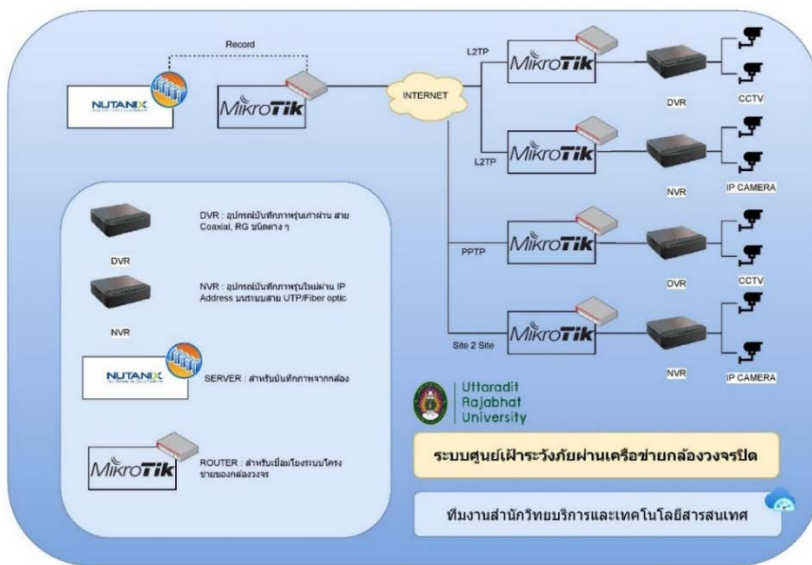 Record
NUTANIX
MikroTik
INTERNET
L2TP
MikroTik
DVR
CCTV
L2TP
MikroTik
NVR
IP CAMERA
PPTP
MikroTik
DVR
CCTV
Site 2 Site
MikroTik
NVR
IP CAMERA
DVR : อุปกรณ์บันทึกภาพรุ่นเก่าผ่าน สาย
Coaxial, RG ชนิดต่าง ๆ
DVR
NVR : อุปกรณ์บันทึกภาพรุ่นใหม่ผ่าน IP
Address บนระบบสาย UTP/Fiber optic
NVR
NUTANIX
SERVER : สำหรับบันทึกภาพจากกล้อง
MikroTik
ROUTER : สำหรับเชื่อมโยงระบบโครง
ข่ายของกล้องวงจร
Uttaradit
Rajabhat
University
ระบบศูนย์เฝ้าระวังภัยผ่านเครือข่ายกล้องวงจรปิด
ทีมงานสำนักวิทยบริการและเทคโนโลยีสารสนเทศ